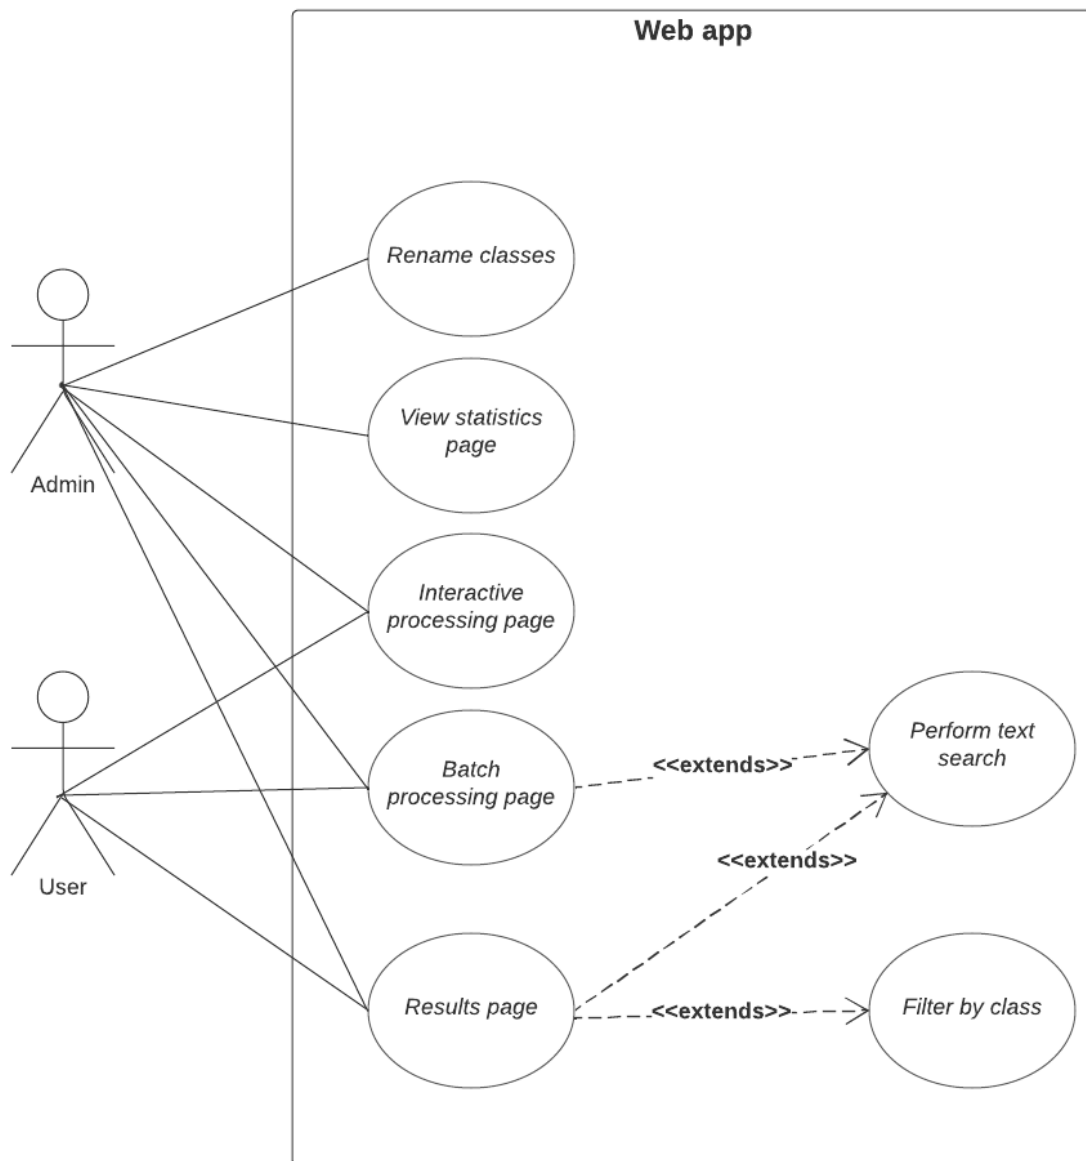 Web app
Rename classes
Admin
View statistics
page
Interactive
processing page
User
Batch
processing page
<<extends>>
Perform text
search
<<extends>>
Results page
<<extends>>
Filter by class